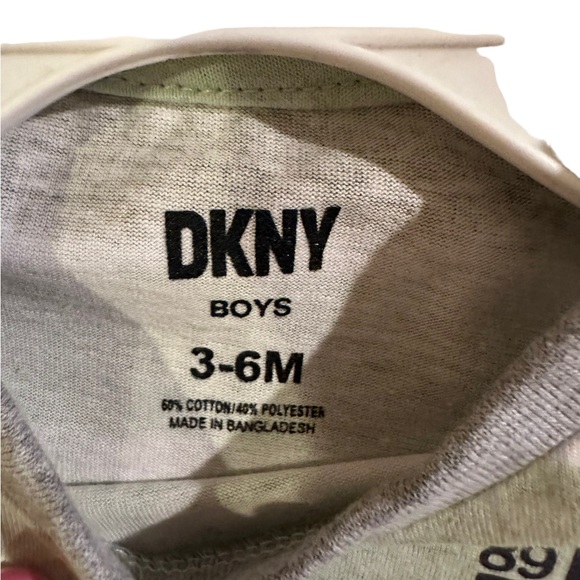 DKNY
BOYS
3-6M
60% COTTON/40% POLYESTER
MADE IN BANGLADESH